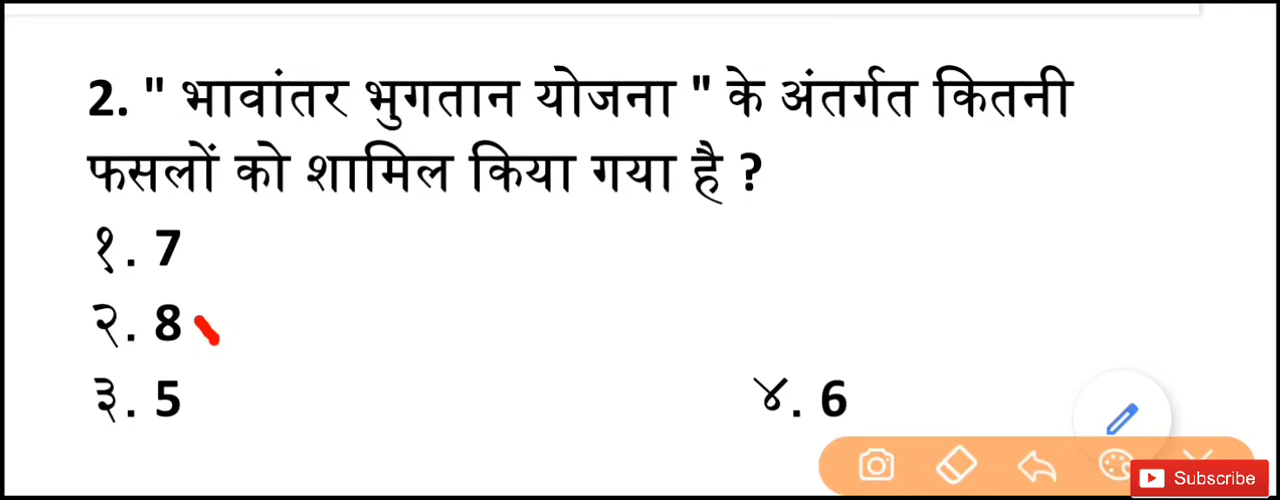 2. " भावांतर भुगतान योजना " के अंतर्गत कितनी
फसलों को शामिल किया गया है ?
१. 7
२. 8
३. 5
४. 6
Subscribe